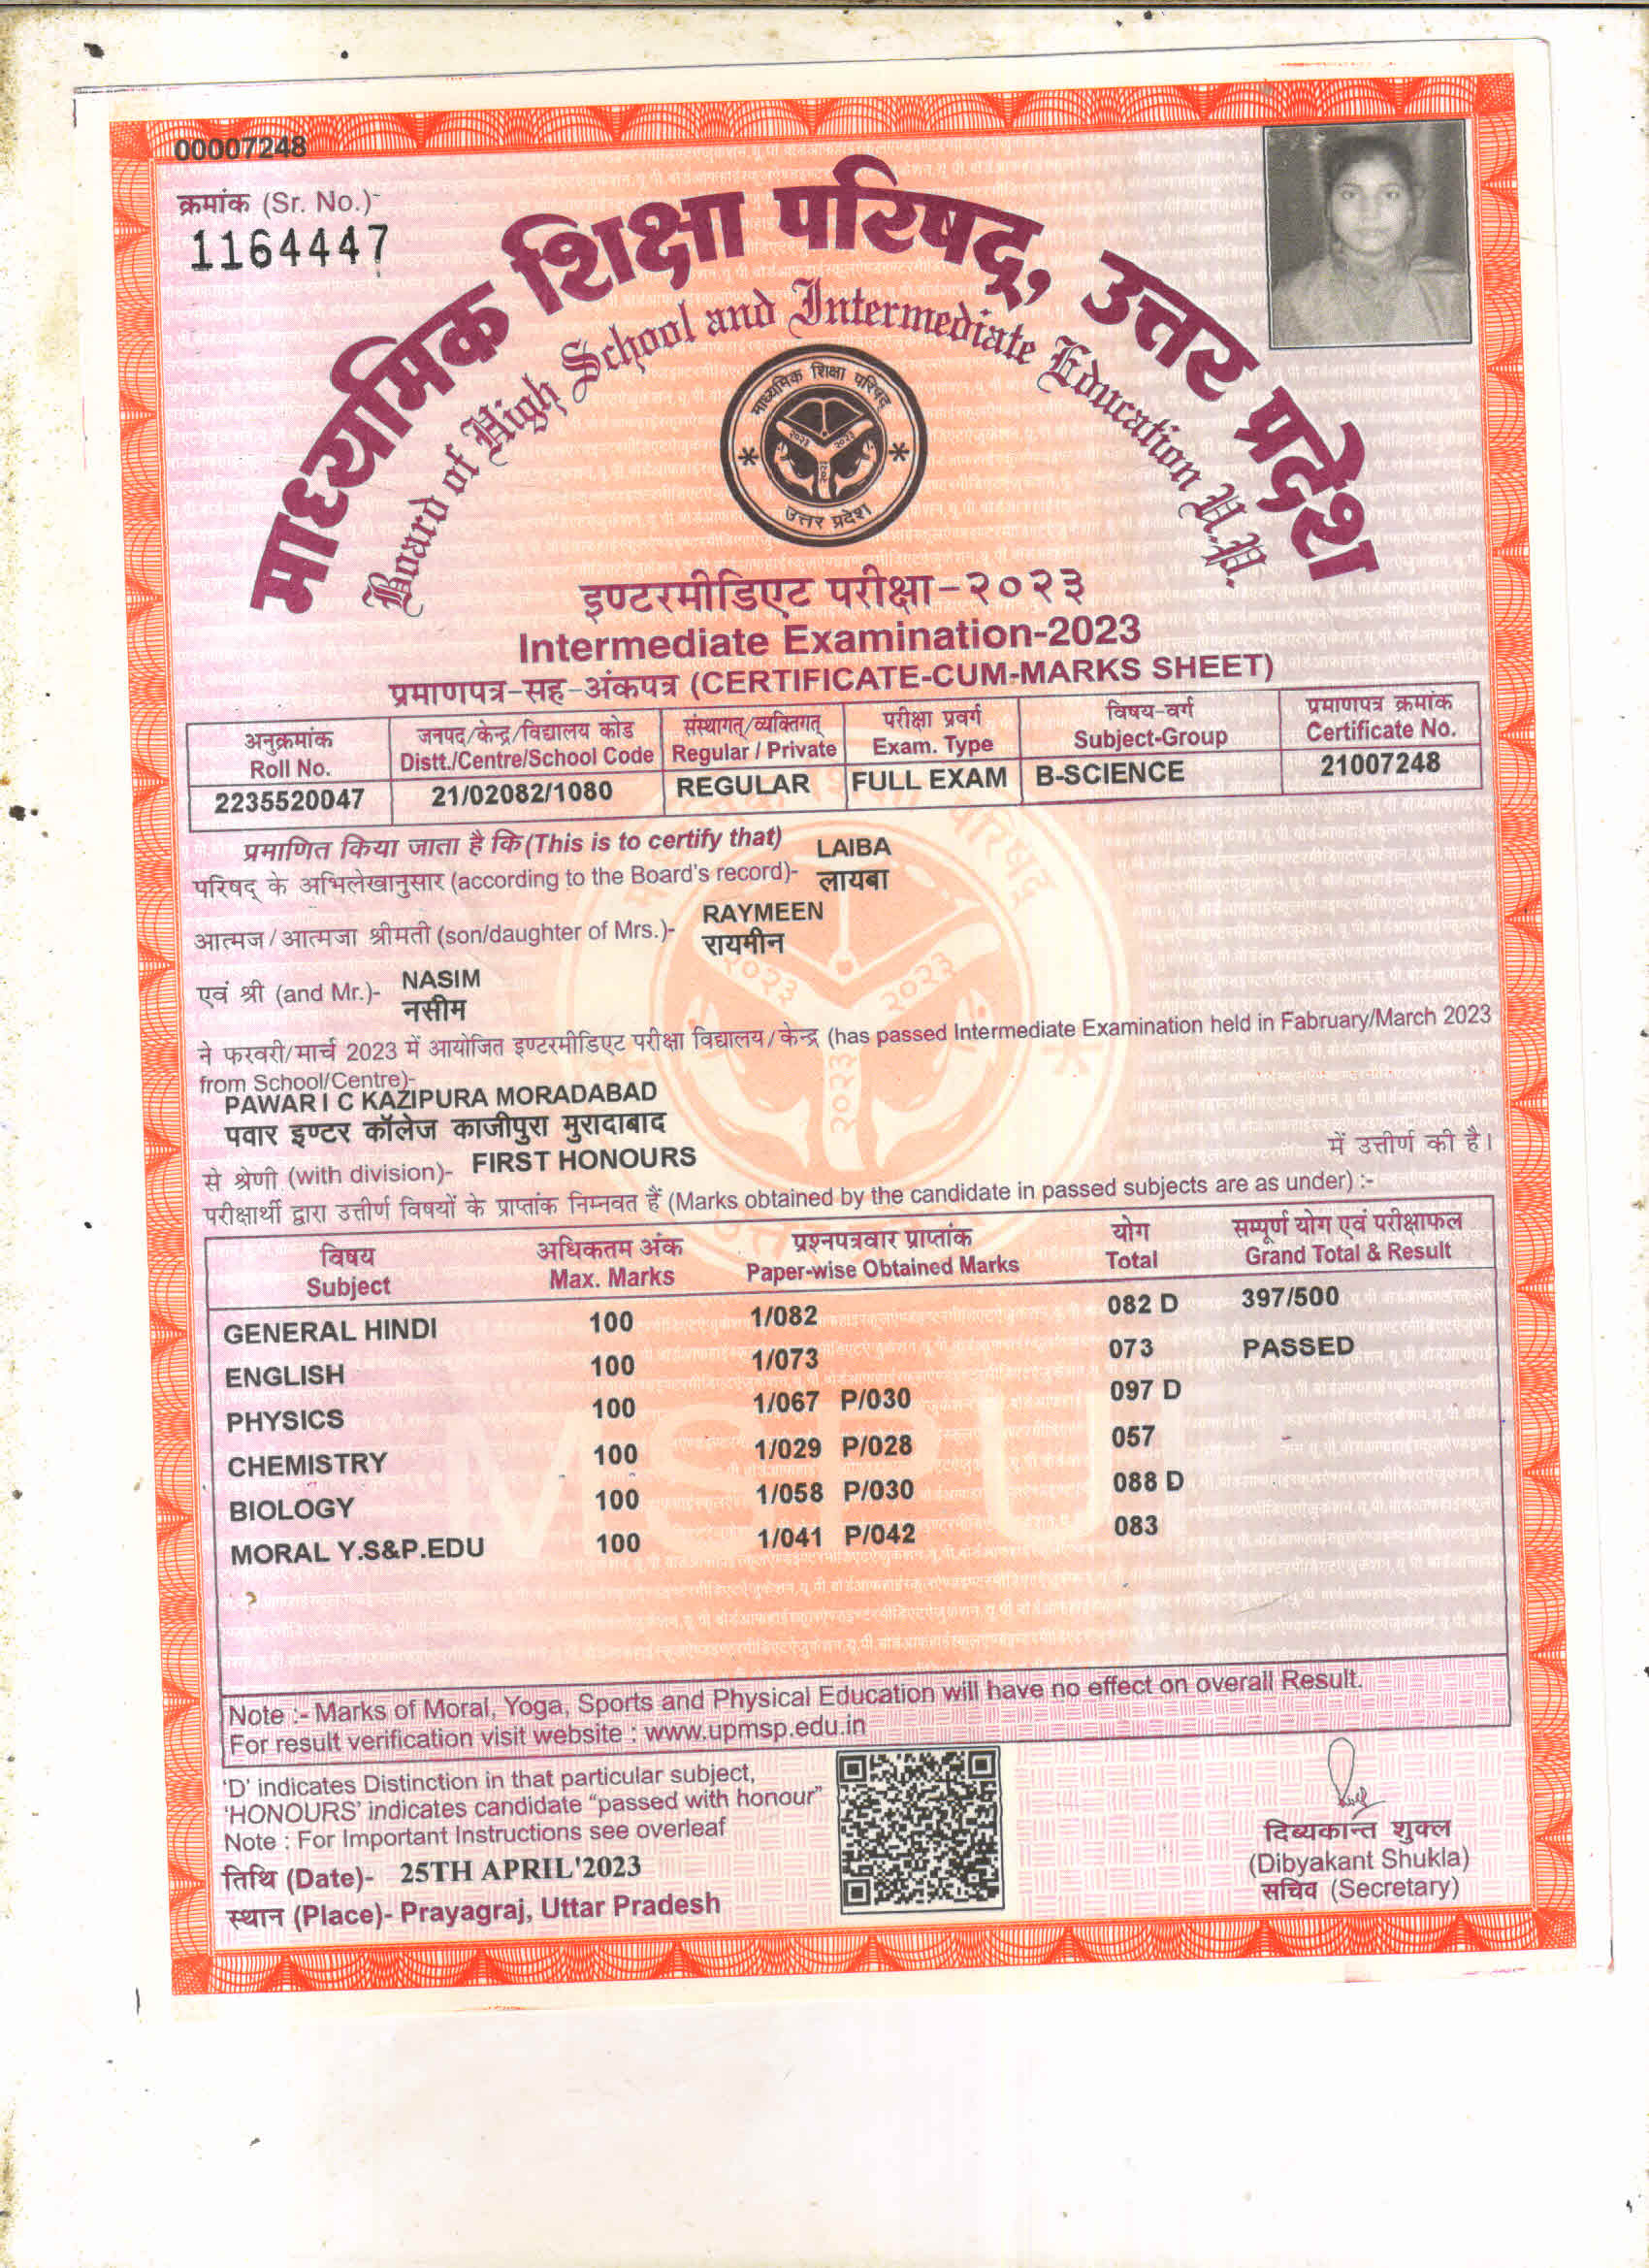 00007248
क्रमांक (Sr. No.)-
1164447
माध्यमिक शिक्षा परिषद्, उत्तर प्रदेश
Board of High School and Intermediate Education U.P.
माध्यमिक शिक्षा परिषद्
२०२३ २०२३
२०२३
उत्तर प्रदेश
इण्टरमीडिएट परीक्षा-२०२३
Intermediate Examination-2023
प्रमाणपत्र-सह-अंकपत्र (CERTIFICATE-CUM-MARKS SHEET)
अनुक्रमांक जनपद/केन्द्र/विद्यालय कोड संस्थागत्/व्यक्तिगत् परीक्षा प्रवर्ग विषय-वर्ग प्रमाणपत्र क्रमांक
Roll No. Distt./Centre/School Code Regular / Private Exam. Type Subject-Group Certificate No.
2235520047 21/02082/1080 REGULAR FULL EXAM B-SCIENCE 21007248
प्रमाणित किया जाता है कि (This is to certify that) LAIBA
परिषद् के अभिलेखानुसार (according to the Board's record)- लायबा
RAYMEEN
आत्मज/आत्मजा श्रीमती (son/daughter of Mrs.)- रायमीन
एवं श्री (and Mr.)- NASIM
नसीम
ने फरवरी/मार्च 2023 में आयोजित इण्टरमीडिएट परीक्षा विद्यालय/केन्द्र (has passed Intermediate Examination held in Fabruary/March 2023
from School/Centre)-
PAWAR I C KAZIPURA MORADABAD
पवार इण्टर कॉलेज काजीपुरा मुरादाबाद
से श्रेणी (with division)- FIRST HONOURS में उत्तीर्ण की है।
परीक्षार्थी द्वारा उत्तीर्ण विषयों के प्राप्तांक निम्नवत हैं (Marks obtained by the candidate in passed subjects are as under) :-
विषय अधिकतम अंक प्रश्नपत्रवार प्राप्तांक योग सम्पूर्ण योग एवं परीक्षाफल
Subject Max. Marks Paper-wise Obtained Marks Total Grand Total & Result
GENERAL HINDI 100 1/082 082 D 397/500
ENGLISH 100 1/073 073 PASSED
PHYSICS 100 1/067 P/030 097 D
CHEMISTRY 100 1/029 P/028 057
BIOLOGY 100 1/058 P/030 088 D
MORAL Y.S&P.EDU 100 1/041 P/042 083
Note :- Marks of Moral, Yoga, Sports and Physical Education will have no effect on overall Result.
For result verification visit website : www.upmsp.edu.in
'D' indicates Distinction in that particular subject,
'HONOURS' indicates candidate "passed with honour"
Note : For Important Instructions see overleaf
तिथि (Date)- 25TH APRIL'2023
स्थान (Place)- Prayagraj, Uttar Pradesh
दिब्यकान्त शुक्ल
(Dibyakant Shukla)
सचिव (Secretary)